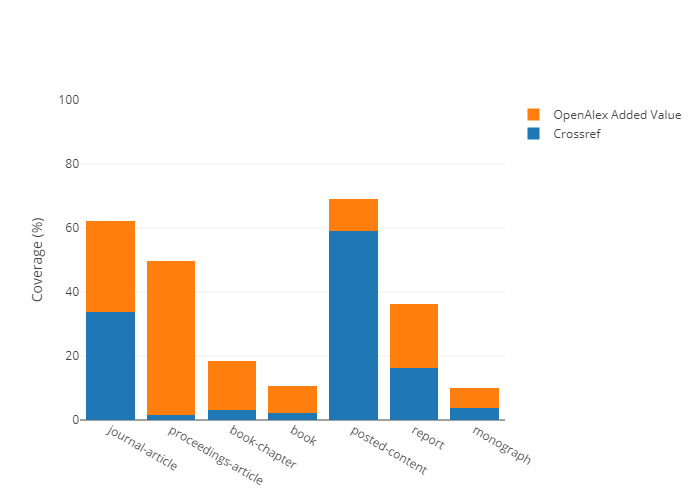 100
80
60
40
20
0
Coverage (%)
journal-article
proceedings-article
book-chapter
book
posted-content
report
monograph
OpenAlex Added Value
Crossref